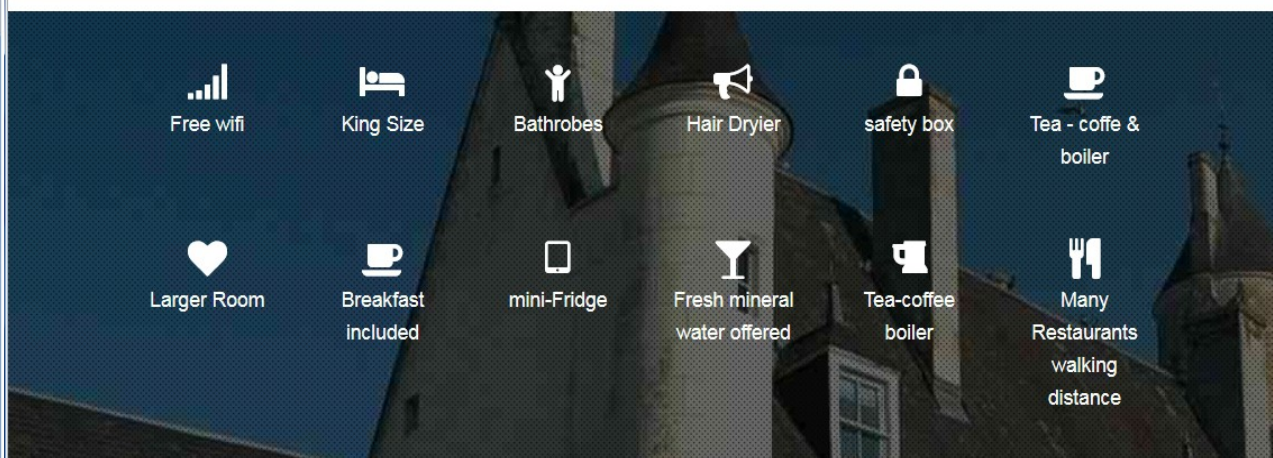 Free wifi
King Size
Bathrobes
Hair Dryier
safety box
Tea - coffe &
boiler
Larger Room
Breakfast
included
mini-Fridge
Fresh mineral
water offered
Tea-coffee
boiler
Many
Restaurants
walking
distance